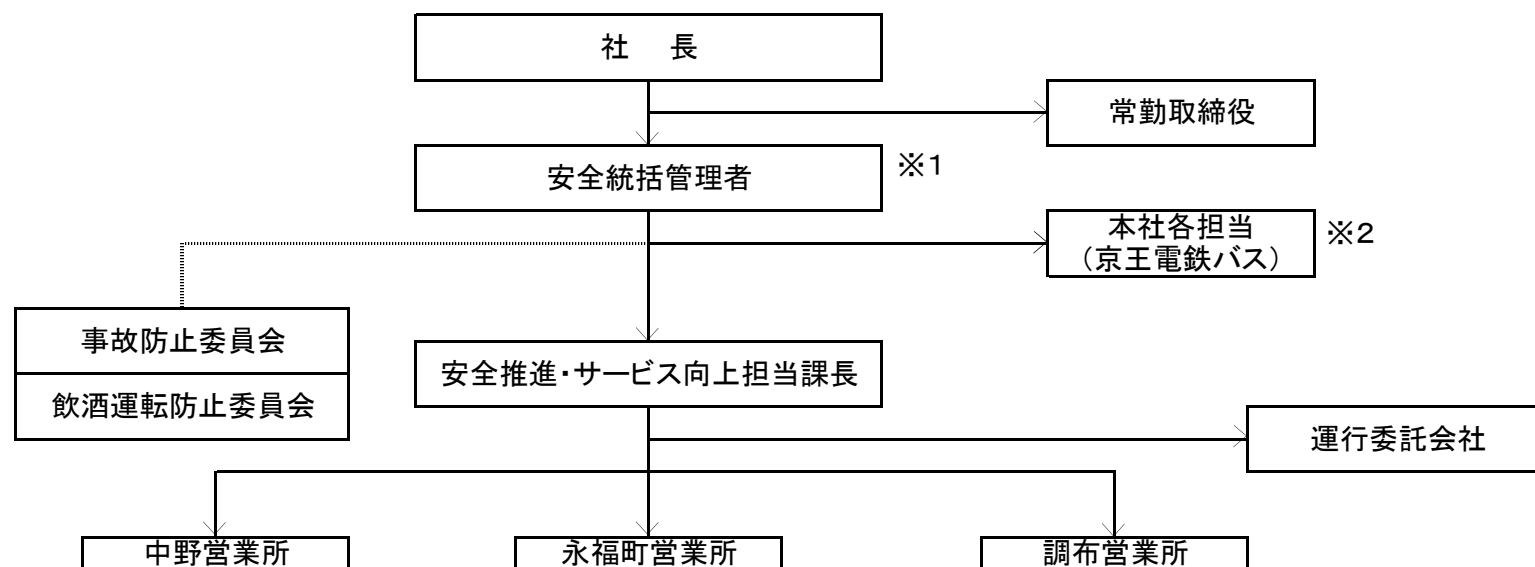 社　長
常勤取締役
安全統括管理者
※1
本社各担当
（京王電鉄バス）
※2
事故防止委員会
飲酒運転防止委員会
安全推進・サービス向上担当課長
運行委託会社
中野営業所
永福町営業所
調布営業所